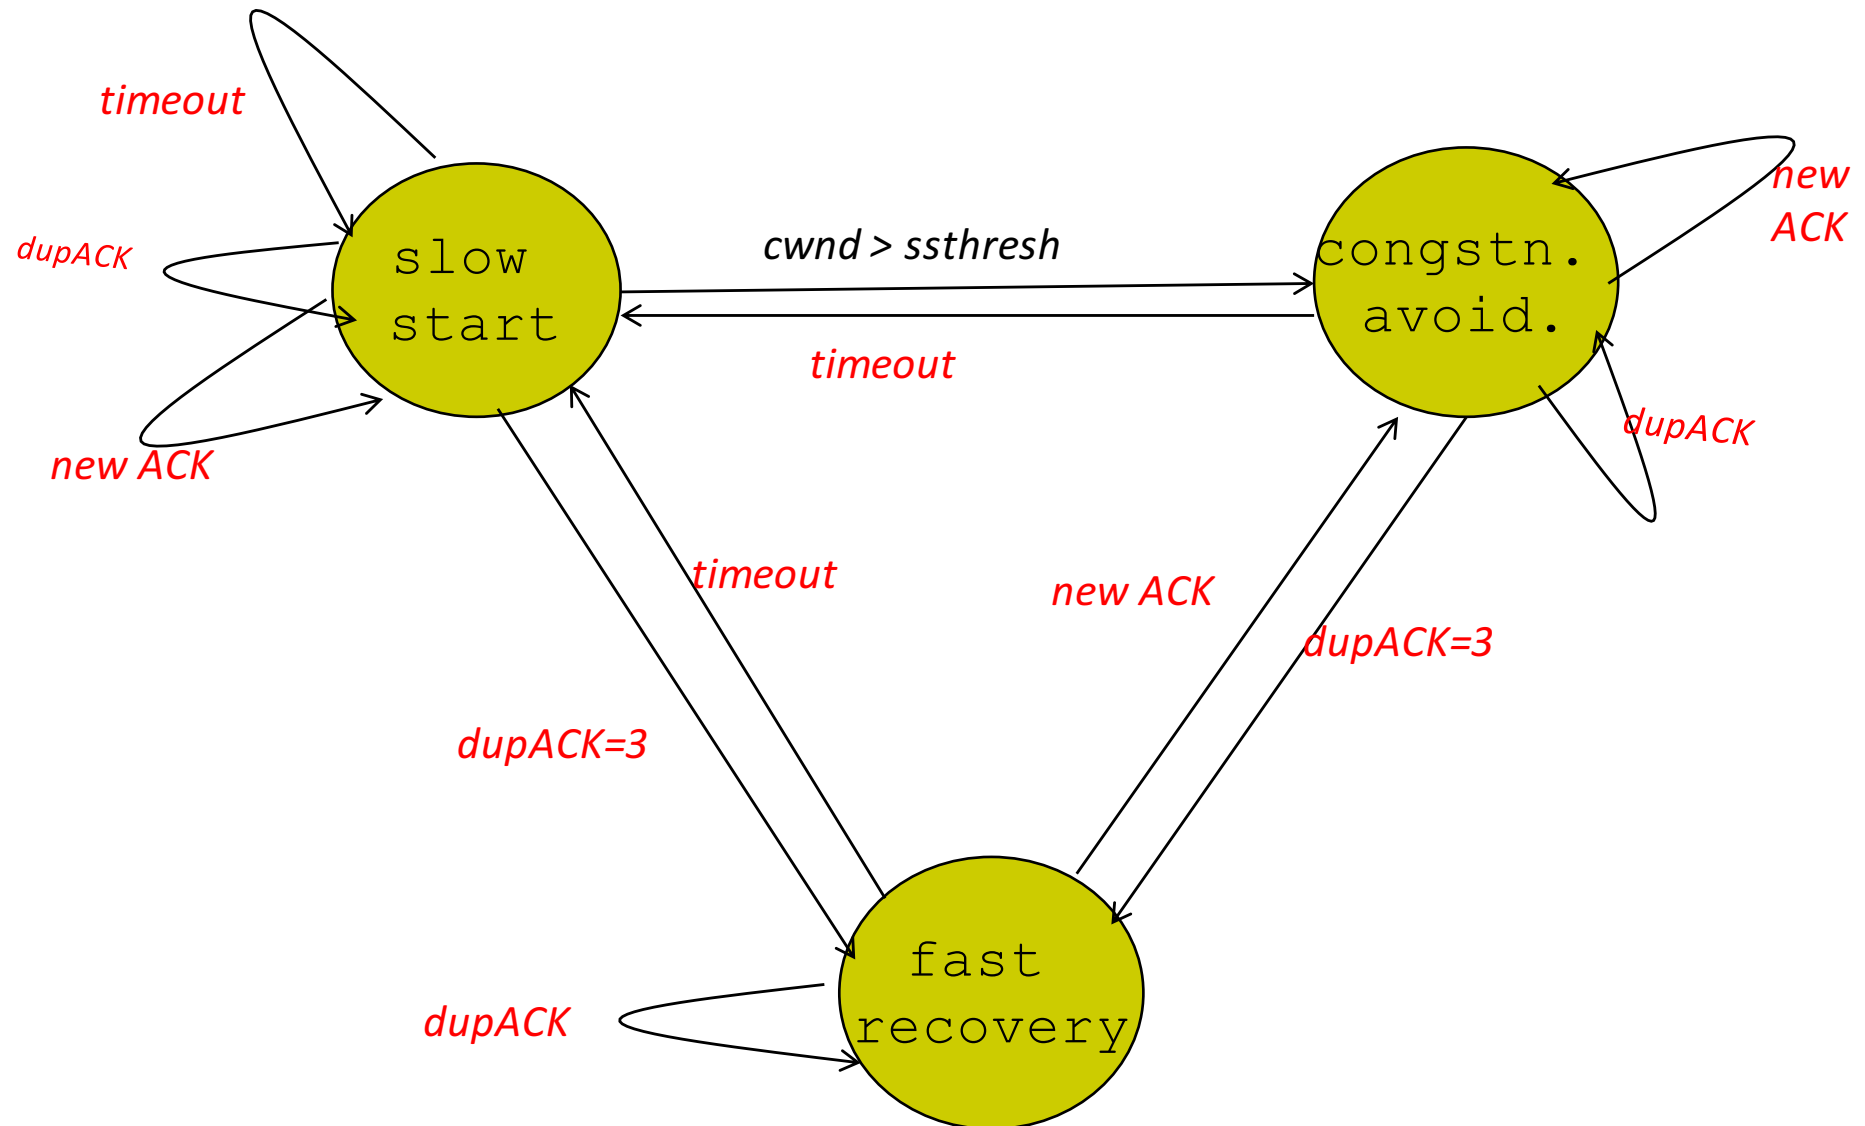 timeout
new
ACK
dupACK
cwnd > ssthresh
slow
start
congstn.
avoid.
timeout
dupACK
new ACK
timeout
new ACK
dupACK=3
dupACK=3
fast
recovery
dupACK